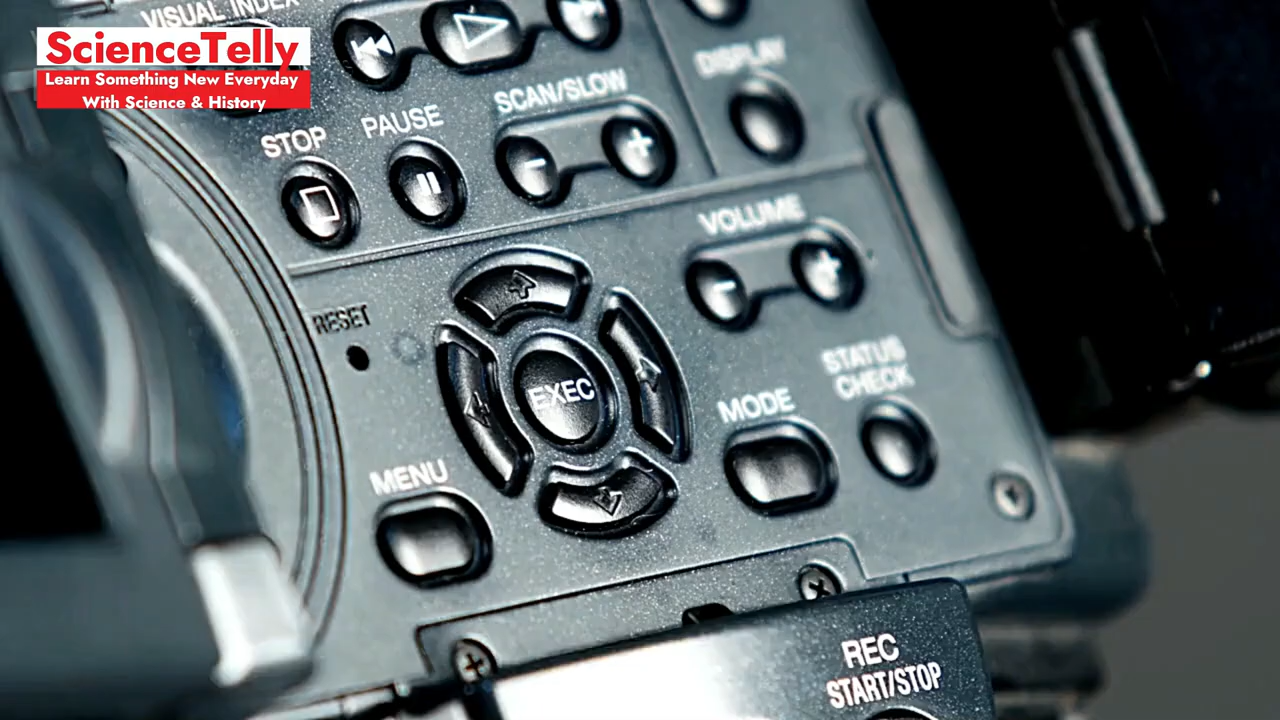 VISUAL INDEX
ScienceTelly
Learn Something New Everyday
With Science & History
DISPLAY
SCAN/SLOW
PAUSE
STOP
VOLUME
RESET
EXEC
STATUS
CHECK
MODE
MENU
REC
START/STOP